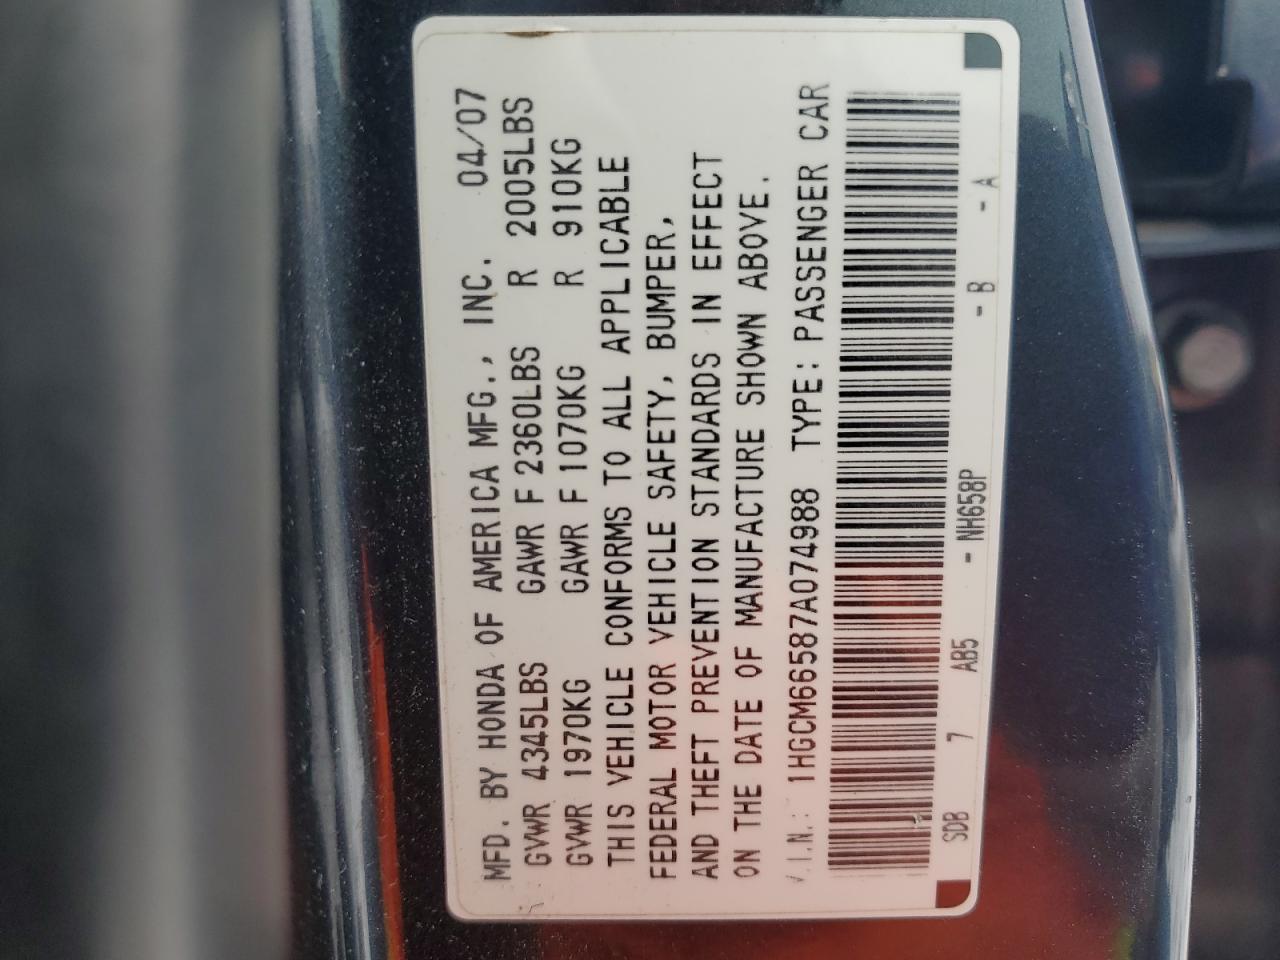 MFD. BY HONDA OF AMERICA MFG., INC. 04/07
GVWR 4345LBS GAWR F 2360LBS R 2005LBS
GVWR 1970KG GAWR F 1070KG R 910KG
THIS VEHICLE CONFORMS TO ALL APPLICABLE
FEDERAL MOTOR VEHICLE SAFETY, BUMPER,
AND THEFT PREVENTION STANDARDS IN EFFECT
ON THE DATE OF MANUFACTURE SHOWN ABOVE.
V.I.N.: 1HGCM66587A074988 TYPE: PASSENGER CAR
SDB 7 AB5 - NH658P - B - A